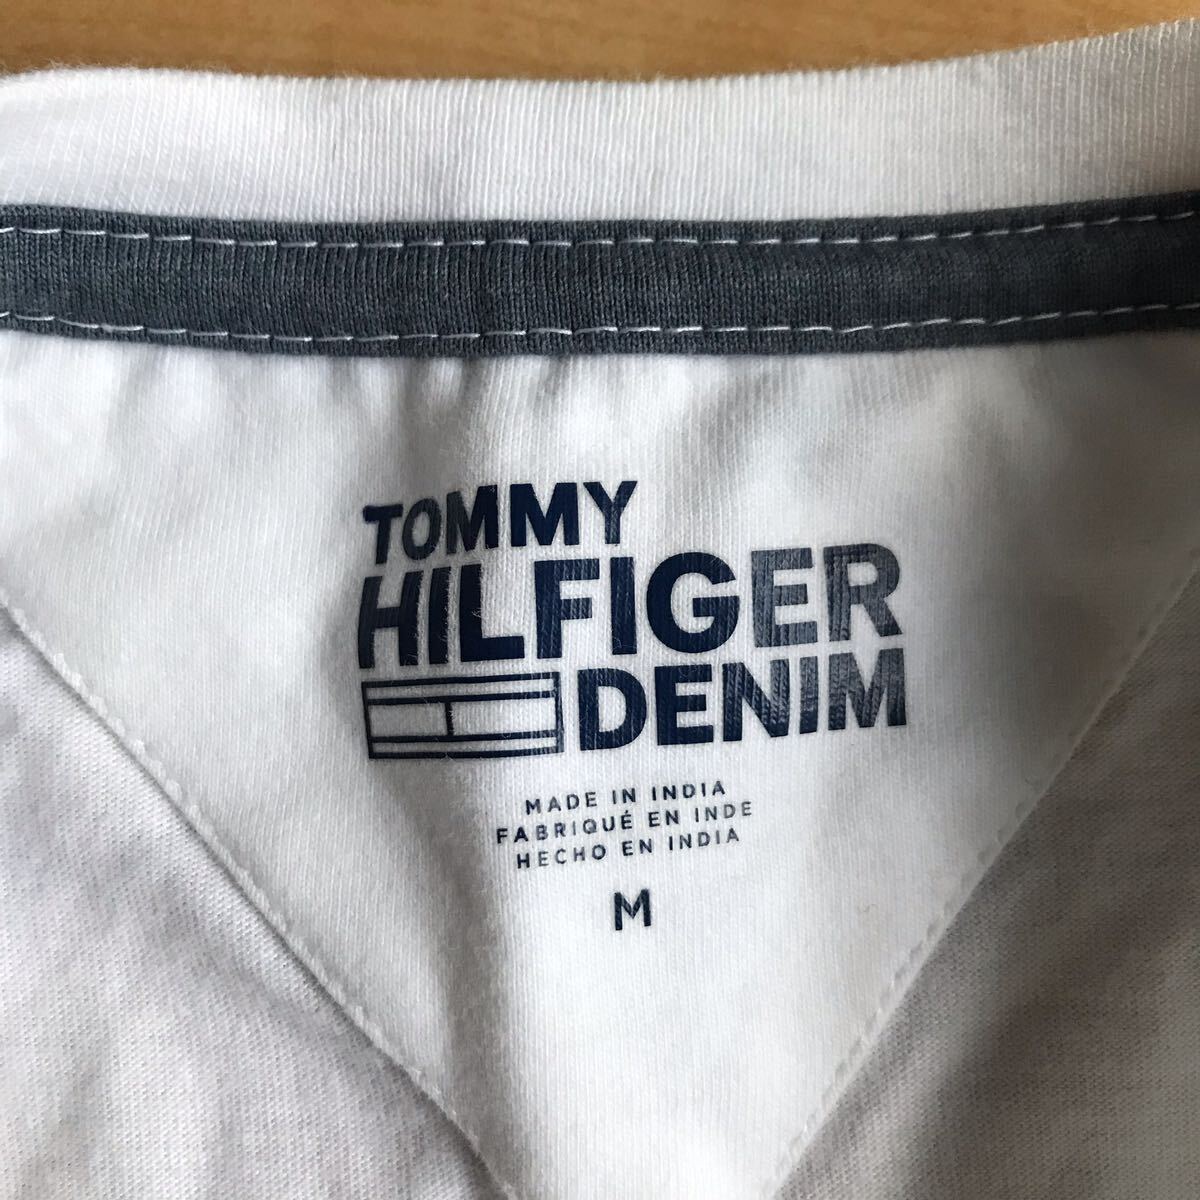 TOMMY
HILFIGER
DENIM
MADE IN INDIA
FABRIQUÉ EN INDE
HECHO EN INDIA
M